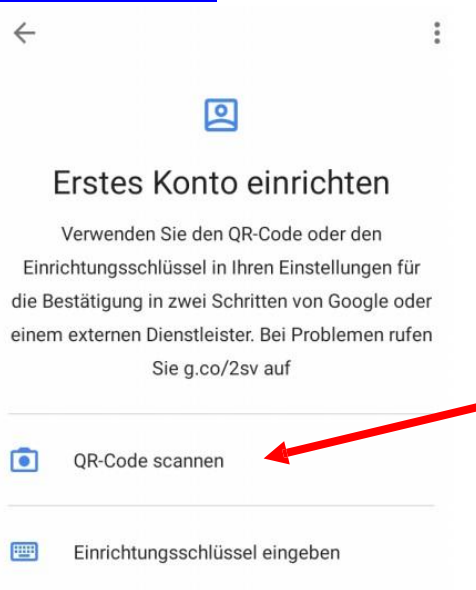 Erstes Konto einrichten
Verwenden Sie den QR-Code oder den
Einrichtungsschlüssel in Ihren Einstellungen für
die Bestätigung in zwei Schritten von Google oder
einem externen Dienstleister. Bei Problemen rufen
Sie g.co/2sv auf
QR-Code scannen
Einrichtungsschlüssel eingeben